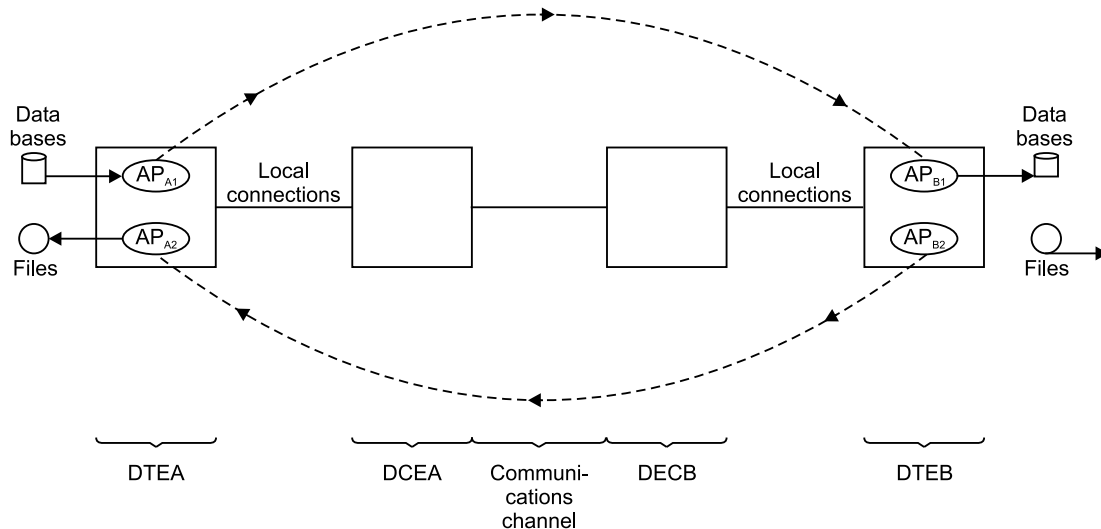 Data
bases
Data
bases
AP_A1
Local
connections
Local
connections
AP_B1
AP_A2
AP_B2
Files
Files
DTEA
DCEA
Communi-
cations
channel
DECB
DTEB